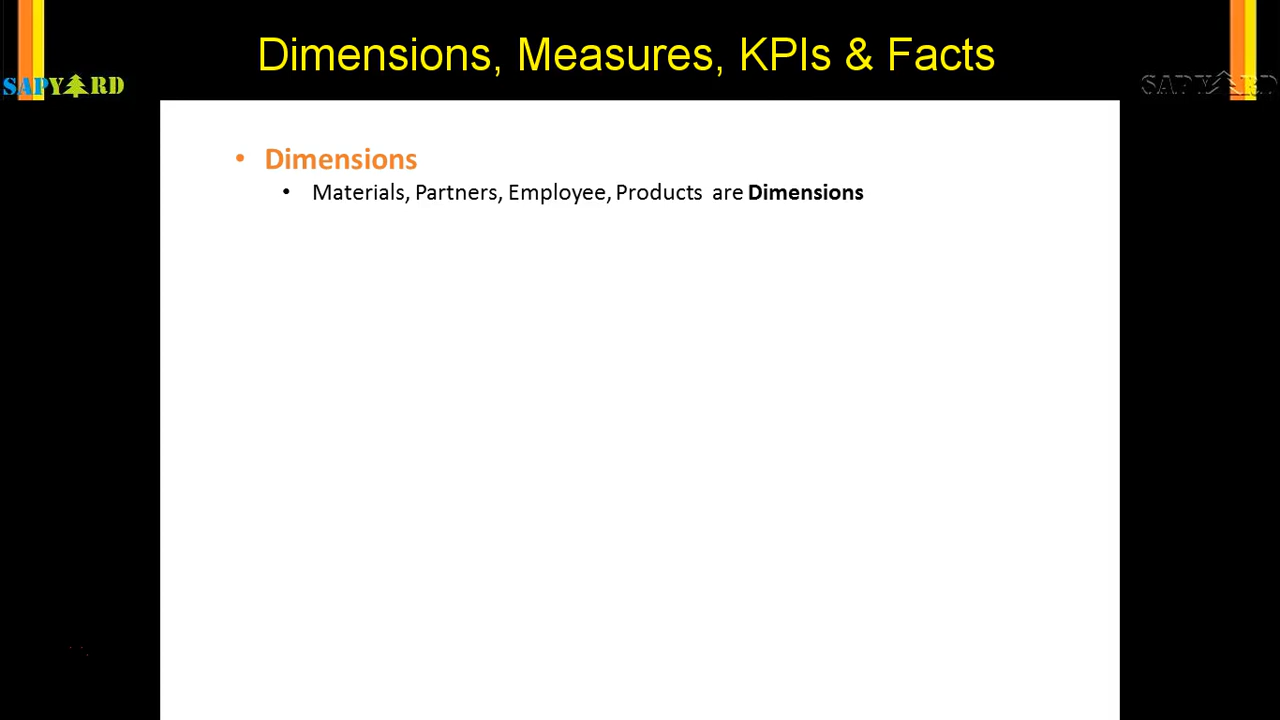 Dimensions, Measures, KPIs & Facts
SAPYARD
SAPYARD
• Dimensions
• Materials, Partners, Employee, Products are Dimensions